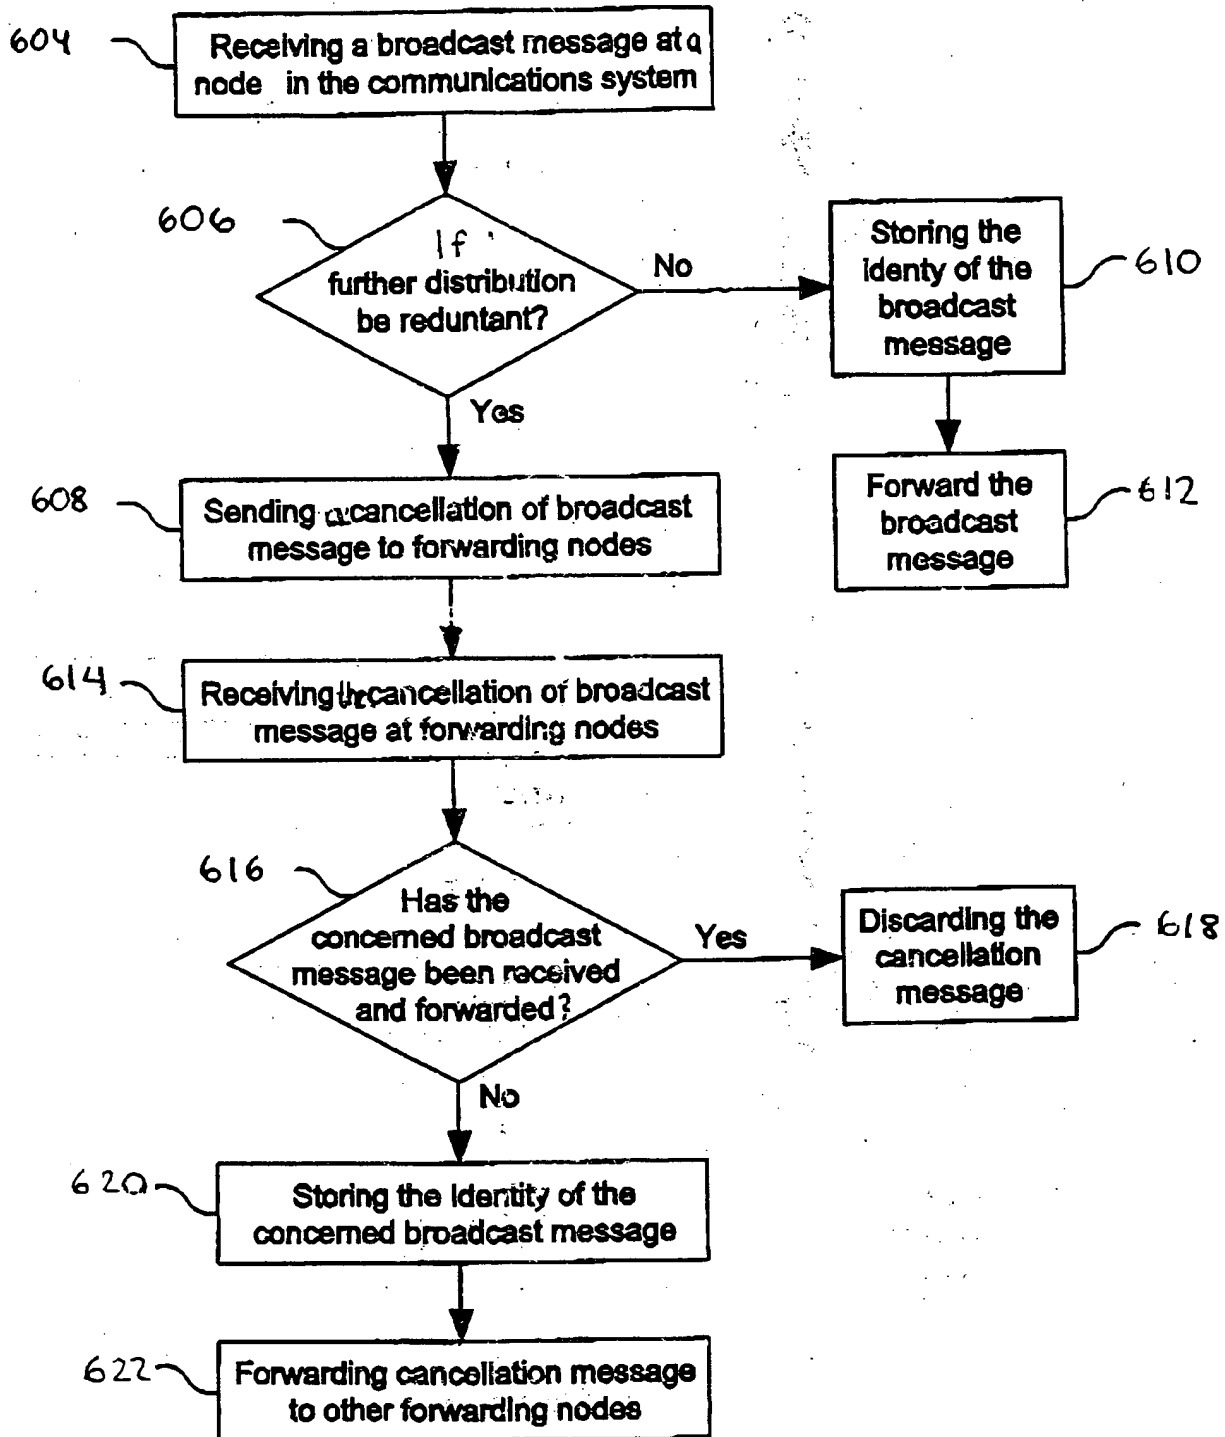 604
Receiving a broadcast message at a
node in the communications system
606
If
further distribution
be reduntant?
No
Storing the
identy of the
broadcast
message
610
Yes
Forward the
broadcast
message
612
608
Sending a cancellation of broadcast
message to forwarding nodes
614
Receiving the cancellation of broadcast
message at forwarding nodes
616
Has the
concerned broadcast
message been received
and forwarded?
Yes
Discarding the
cancellation
message
618
No
620
Storing the identity of the
concerned broadcast message
622
Forwarding cancellation message
to other forwarding nodes